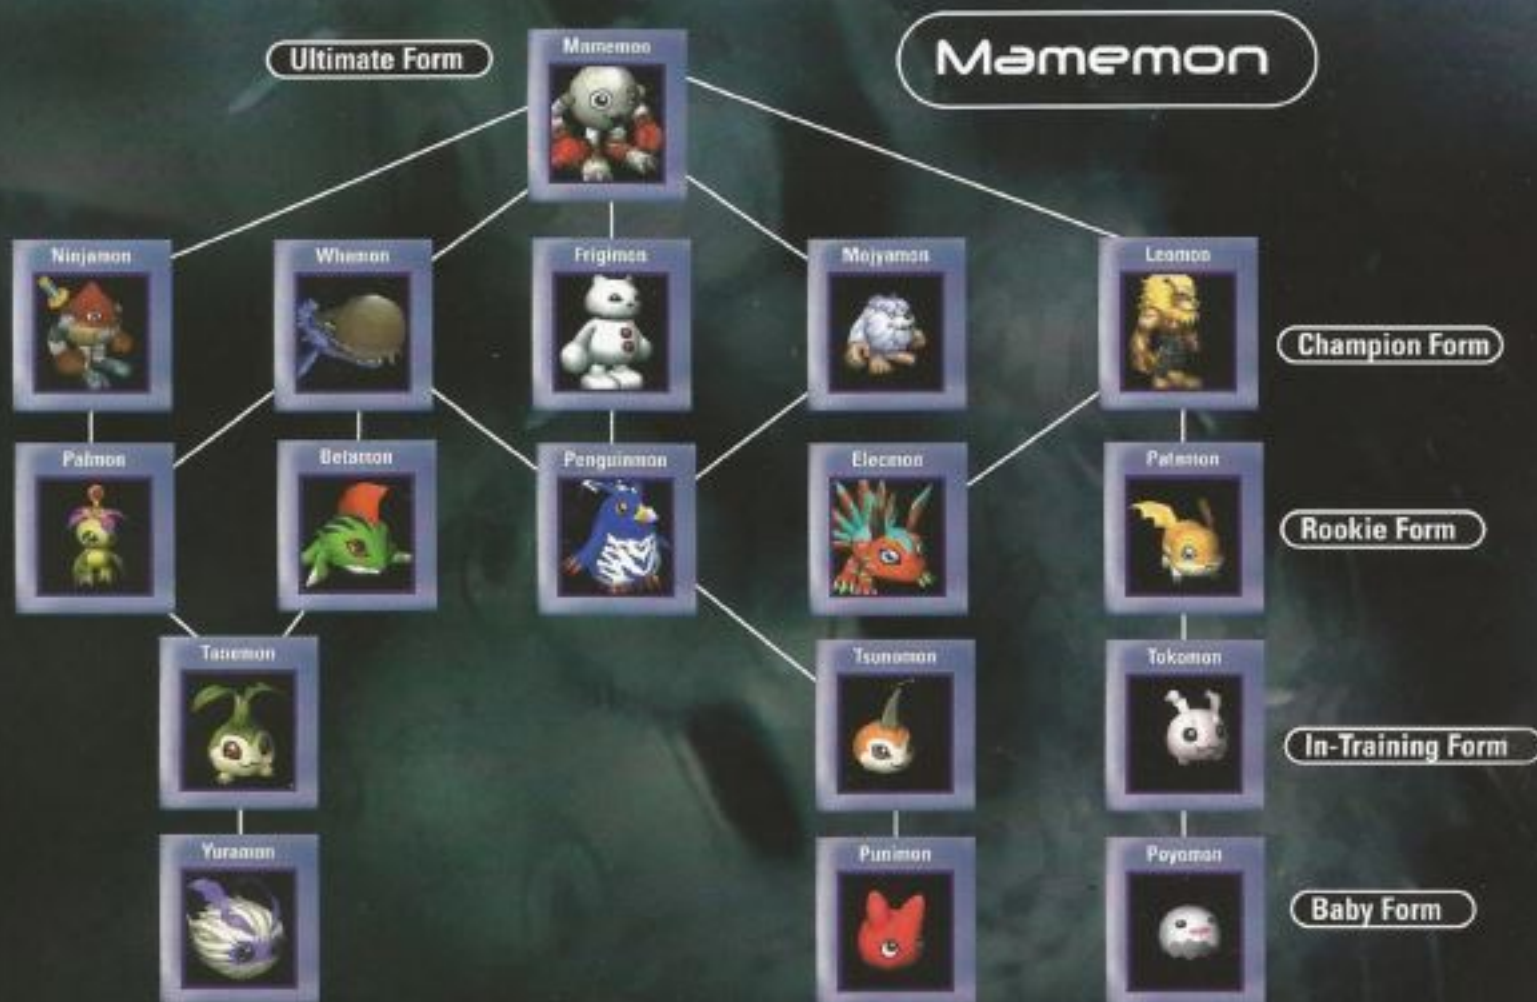 Ultimate Form
Mamemon
Mamemon
Ninjamon
Whamon
Frigimon
Mojyamon
Leomon
Champion Form
Palmon
Betamon
Penguinmon
Elecmon
Patamon
Rookie Form
Tanemon
Tsunomon
Tokomon
In-Training Form
Yuramon
Punimon
Poyomon
Baby Form